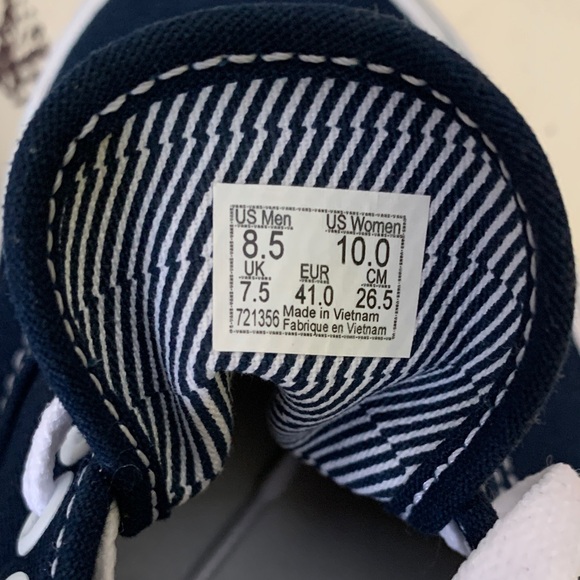 US Men US Women
8.5 10.0
UK EUR CM
7.5 41.0 26.5
721356 Made in Vietnam
Fabrique en Vietnam